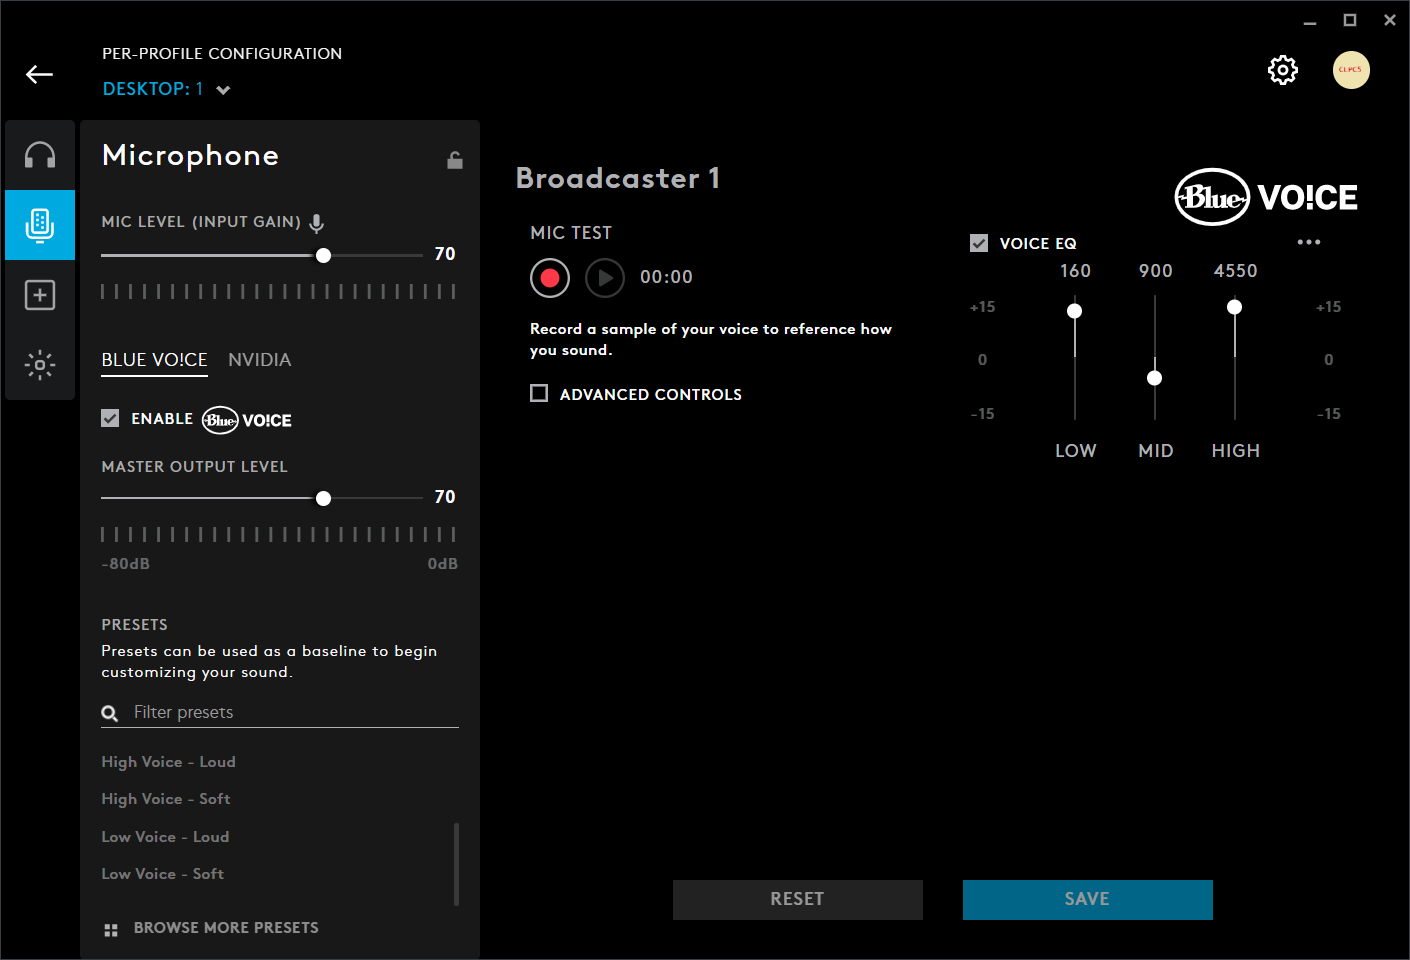 PER-PROFILE CONFIGURATION
DESKTOP: 1
CLPCS
Microphone
MIC LEVEL (INPUT GAIN)
70
BLUE VO!CE NVIDIA
ENABLE Blue VO!CE
MASTER OUTPUT LEVEL
70
-80dB 0dB
PRESETS
Presets can be used as a baseline to begin
customizing your sound.
Filter presets
High Voice - Loud
High Voice - Soft
Low Voice - Loud
Low Voice - Soft
BROWSE MORE PRESETS
Broadcaster 1
MIC TEST
00:00
Record a sample of your voice to reference how
you sound.
ADVANCED CONTROLS
Blue VO!CE
VOICE EQ
160 900 4550
+15 +15
0 0
-15 -15
LOW MID HIGH
RESET SAVE